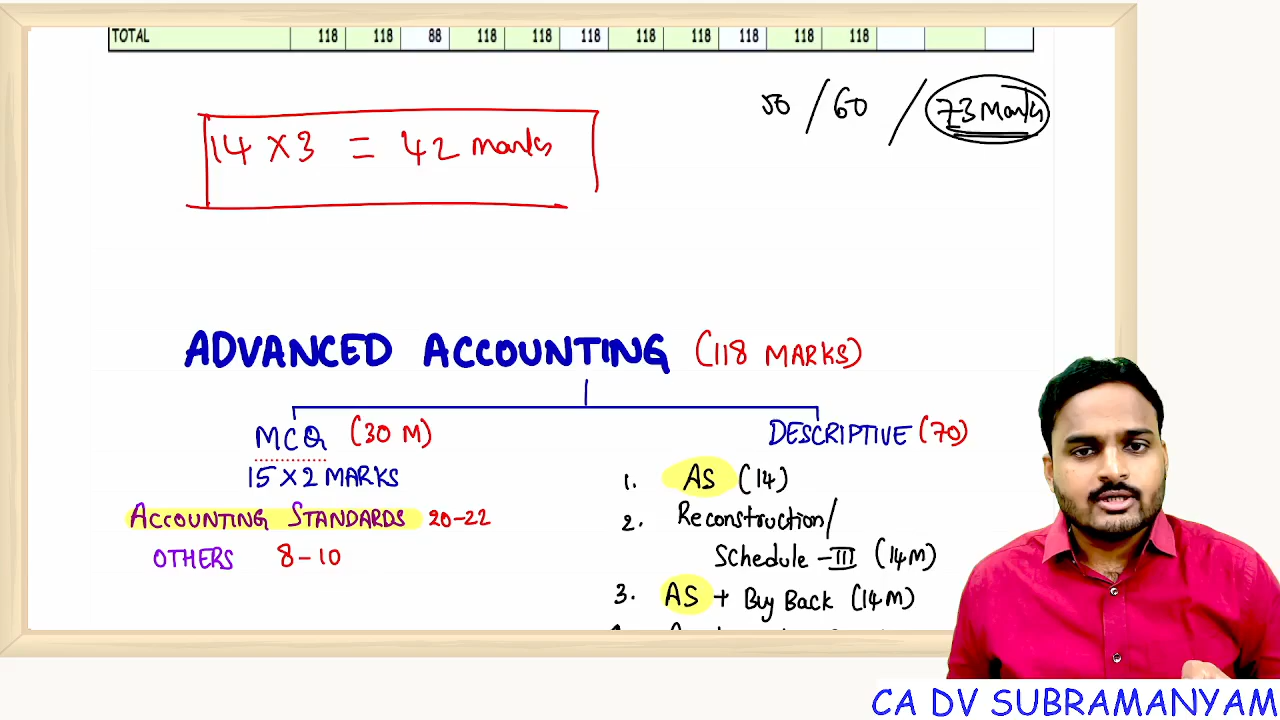 TOTAL 118 118 88 118 118 118 118 118 118 118 118
50 / 60 / 73 Marks
14 X 3 = 42 marks
ADVANCED ACCOUNTING (118 MARKS)
MCQ (30 M)
15 X 2 MARKS
ACCOUNTING STANDARDS 20-22
OTHERS 8-10
DESCRIPTIVE (70)
1. AS (14)
2. Reconstruction/
Schedule -III (14M)
3. AS + Buy Back (14M)
CA DV SUBRAMANYAM